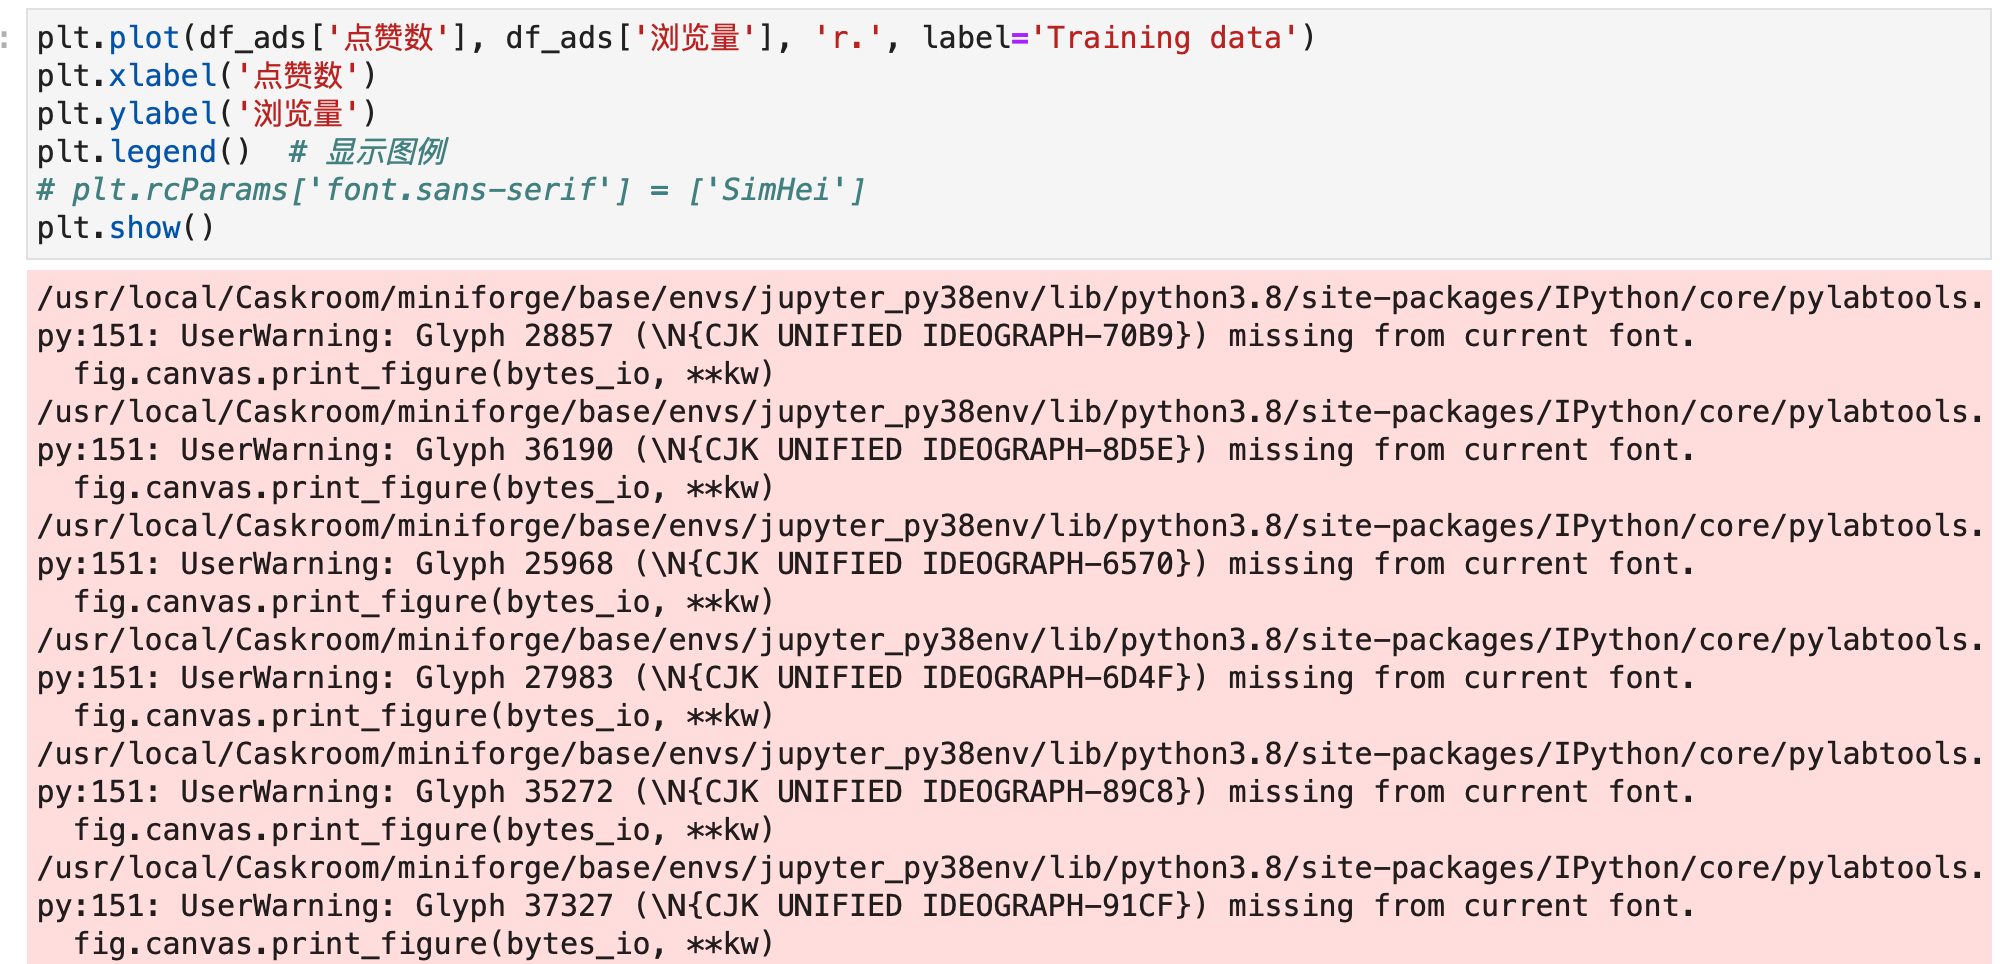 :
plt.plot(df_ads['点赞数'], df_ads['浏览量'], 'r.', label='Training data')
plt.xlabel('点赞数')
plt.ylabel('浏览量')
plt.legend()  # 显示图例
# plt.rcParams['font.sans-serif'] = ['SimHei']
plt.show()
/usr/local/Caskroom/miniforge/base/envs/jupyter_py38env/lib/python3.8/site-packages/IPython/core/pylabtools.
py:151: UserWarning: Glyph 28857 (\N{CJK UNIFIED IDEOGRAPH-70B9}) missing from current font.
  fig.canvas.print_figure(bytes_io, **kw)
/usr/local/Caskroom/miniforge/base/envs/jupyter_py38env/lib/python3.8/site-packages/IPython/core/pylabtools.
py:151: UserWarning: Glyph 36190 (\N{CJK UNIFIED IDEOGRAPH-8D5E}) missing from current font.
  fig.canvas.print_figure(bytes_io, **kw)
/usr/local/Caskroom/miniforge/base/envs/jupyter_py38env/lib/python3.8/site-packages/IPython/core/pylabtools.
py:151: UserWarning: Glyph 25968 (\N{CJK UNIFIED IDEOGRAPH-6570}) missing from current font.
  fig.canvas.print_figure(bytes_io, **kw)
/usr/local/Caskroom/miniforge/base/envs/jupyter_py38env/lib/python3.8/site-packages/IPython/core/pylabtools.
py:151: UserWarning: Glyph 27983 (\N{CJK UNIFIED IDEOGRAPH-6D4F}) missing from current font.
  fig.canvas.print_figure(bytes_io, **kw)
/usr/local/Caskroom/miniforge/base/envs/jupyter_py38env/lib/python3.8/site-packages/IPython/core/pylabtools.
py:151: UserWarning: Glyph 35272 (\N{CJK UNIFIED IDEOGRAPH-89C8}) missing from current font.
  fig.canvas.print_figure(bytes_io, **kw)
/usr/local/Caskroom/miniforge/base/envs/jupyter_py38env/lib/python3.8/site-packages/IPython/core/pylabtools.
py:151: UserWarning: Glyph 37327 (\N{CJK UNIFIED IDEOGRAPH-91CF}) missing from current font.
  fig.canvas.print_figure(bytes_io, **kw)